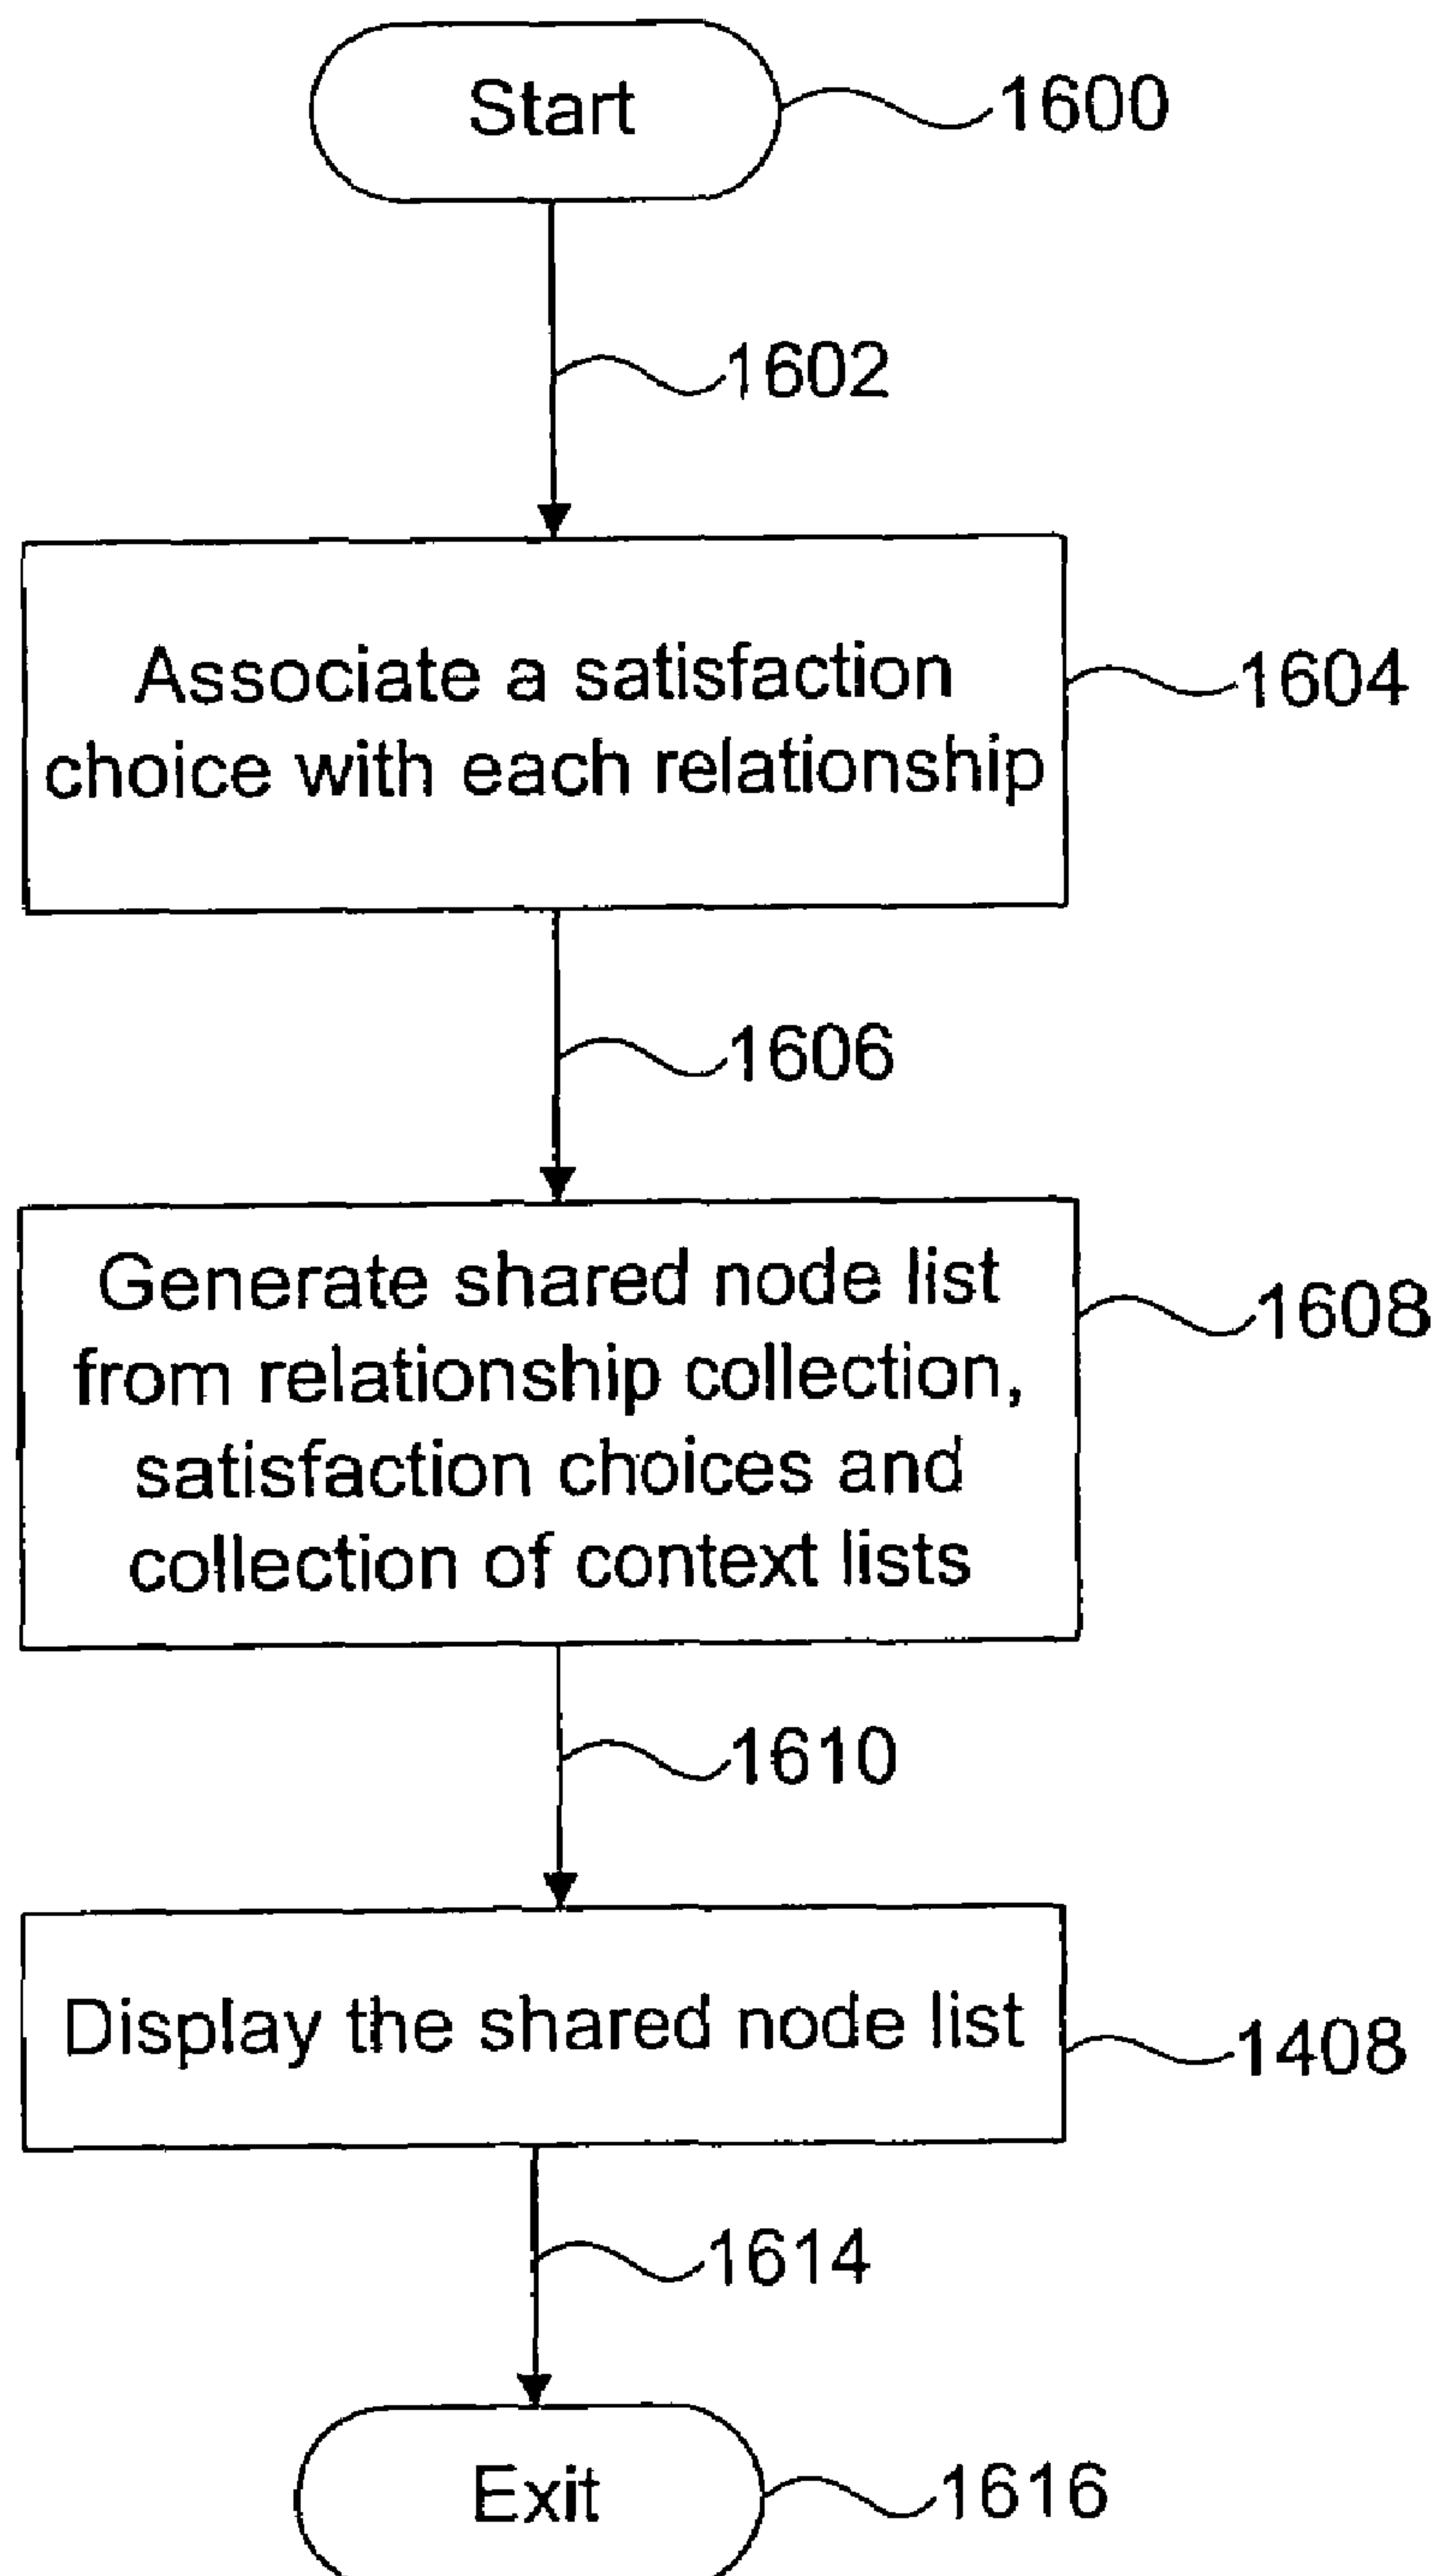 Start
1600
1602
Associate a satisfaction
choice with each relationship
1604
1606
Generate shared node list
from relationship collection,
satisfaction choices and
collection of context lists
1608
1610
Display the shared node list
1408
1614
Exit
1616